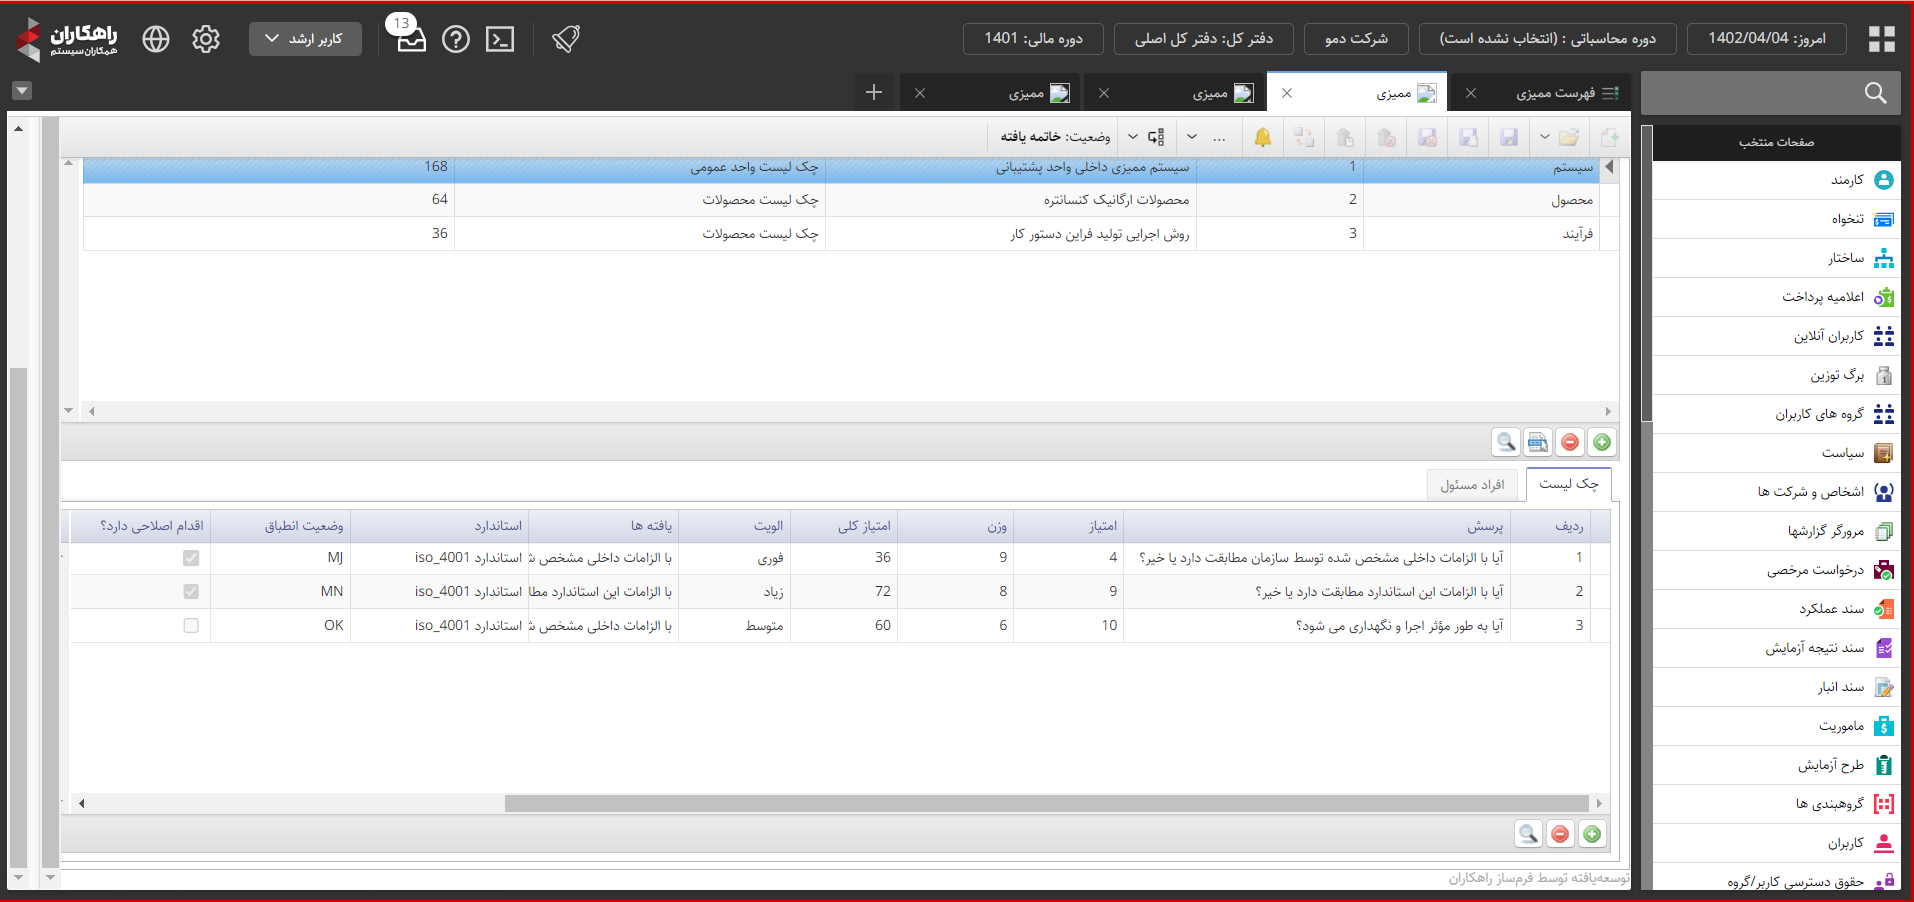 امروز: 1402/04/04
دوره محاسباتی : (انتخاب نشده است)
شرکت دمو
دفتر کل: دفتر کل اصلی
دوره مالی: 1401
13
کاربر ارشد
راهکاران
همکاران سیستم
فهرست ممیزی
ممیزی
ممیزی
ممیزی
صفحات منتخب
کارمند
تنخواه
ساختار
اعلامیه پرداخت
کاربران آنلاین
برگ توزین
گروه های کاربران
سیاست
اشخاص و شرکت ها
مرورگر گزارشها
درخواست مرخصی
سند عملکرد
سند نتیجه آزمایش
سند انبار
ماموریت
طرح آزمایش
گروهبندی ها
کاربران
حقوق دسترسی کاربر/گروه
... وضعیت: خاتمه یافته
سیستم 1 سیستم ممیزی داخلی واحد پشتیبانی چک لیست واحد عمومی 168
محصول 2 محصولات ارگانیک کنسانتره چک لیست محصولات 64
فرآیند 3 روش اجرایی تولید فراین دستور کار چک لیست محصولات 36
چک لیست افراد مسئول
ردیف پرسش امتیاز وزن امتیاز کلی الویت یافته ها استاندارد وضعیت انطباق اقدام اصلاحی دارد؟
1 آیا با الزامات داخلی مشخص شده توسط سازمان مطابقت دارد یا خیر؟ 4 9 36 فوری با الزامات داخلی مشخص ش استاندارد iso_4001 MJ
2 آیا با الزامات این استاندارد مطابقت دارد یا خیر؟ 9 8 72 زیاد با الزامات این استاندارد مطا استاندارد iso_4001 MN
3 آیا به طور مؤثر اجرا و نگهداری می شود؟ 10 6 60 متوسط با الزامات داخلی مشخص ش استاندارد iso_4001 OK
توسعه‌یافته توسط فرم‌ساز راهکاران